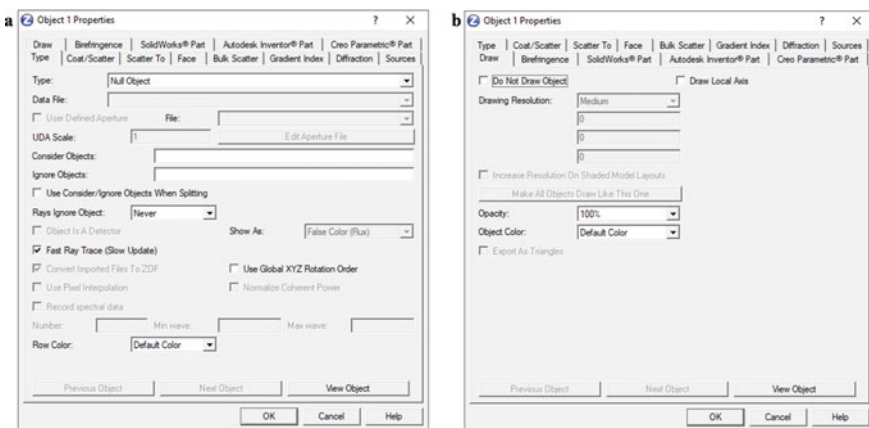 a
Object 1 Properties ? ×
Draw Birefringence SolidWorks® Part Autodesk Inventor® Part Creo Parametric® Part
Type Coat/Scatter Scatter To Face Bulk Scatter Gradient Index Diffraction Sources
Type: Null Object
Data File:
User Defined Aperture File:
UDA Scale: 1 Edit Aperture File
Consider Objects:
Ignore Objects:
Use Consider/Ignore Objects When Splitting
Rays Ignore Object: Never
Object Is A Detector Show As: False Color (Flux)
Fast Ray Trace (Slow Update)
Convert Imported Files To ZOF Use Global XYZ Rotation Order
Use Pixel Interpolation Normalize Coherent Power
Record spectral data
Number: Min wave: Max wave:
Row Color: Default Color
Previous Object Next Object View Object
OK Cancel Help
b
Object 1 Properties ? ×
Type Coat/Scatter Scatter To Face Bulk Scatter Gradient Index Diffraction Sources
Draw Birefringence SolidWorks® Part Autodesk Inventor® Part Creo Parametric® Part
Do Not Draw Object Draw Local Axis
Drawing Resolution: Medium
0
0
0
Increase Resolution On Shaded Model Layouts
Make All Objects Draw Like This One
Opacity: 100%
Object Color: Default Color
Export As Triangles
Previous Object Next Object View Object
OK Cancel Help